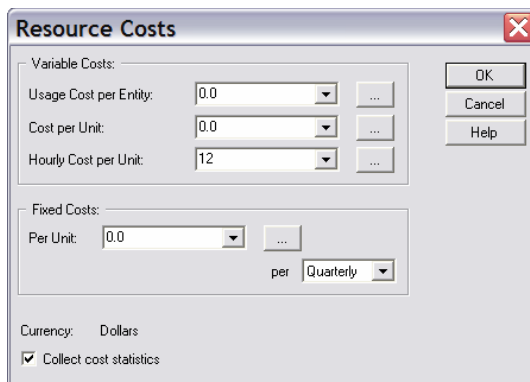 Resource Costs
Variable Costs:
Usage Cost per Entity: 0.0 ...
Cost per Unit: 0.0 ...
Hourly Cost per Unit: 12 ...
Fixed Costs:
Per Unit: 0.0 ...
per Quarterly
Currency: Dollars
Collect cost statistics
OK
Cancel
Help